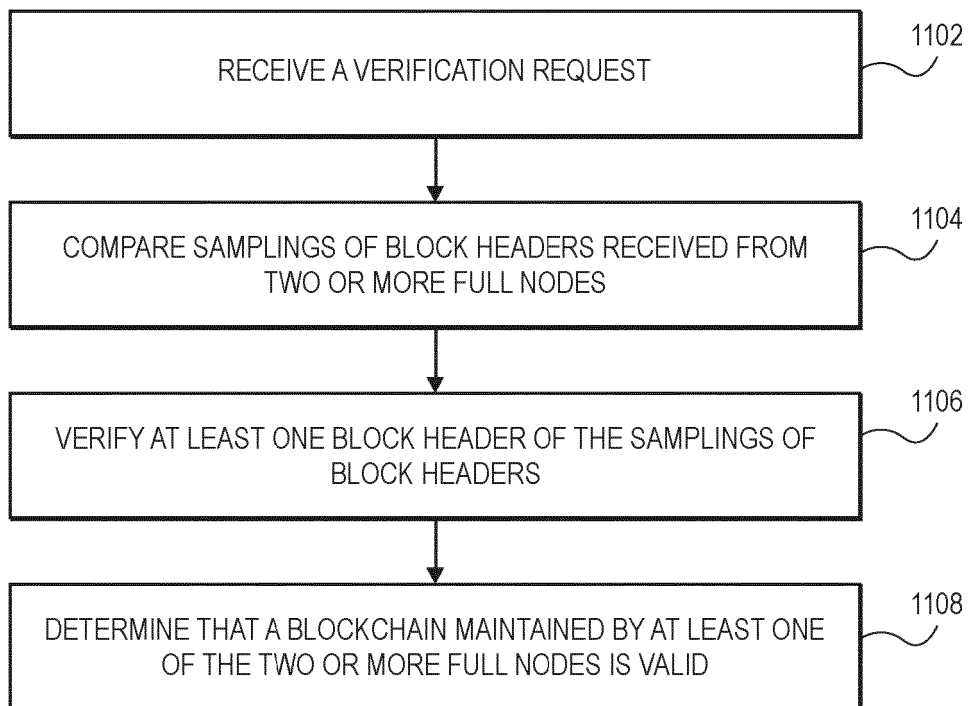 RECEIVE A VERIFICATION REQUEST
1102
COMPARE SAMPLINGS OF BLOCK HEADERS RECEIVED FROM
TWO OR MORE FULL NODES
1104
VERIFY AT LEAST ONE BLOCK HEADER OF THE SAMPLINGS OF
BLOCK HEADERS
1106
DETERMINE THAT A BLOCKCHAIN MAINTAINED BY AT LEAST ONE
OF THE TWO OR MORE FULL NODES IS VALID
1108